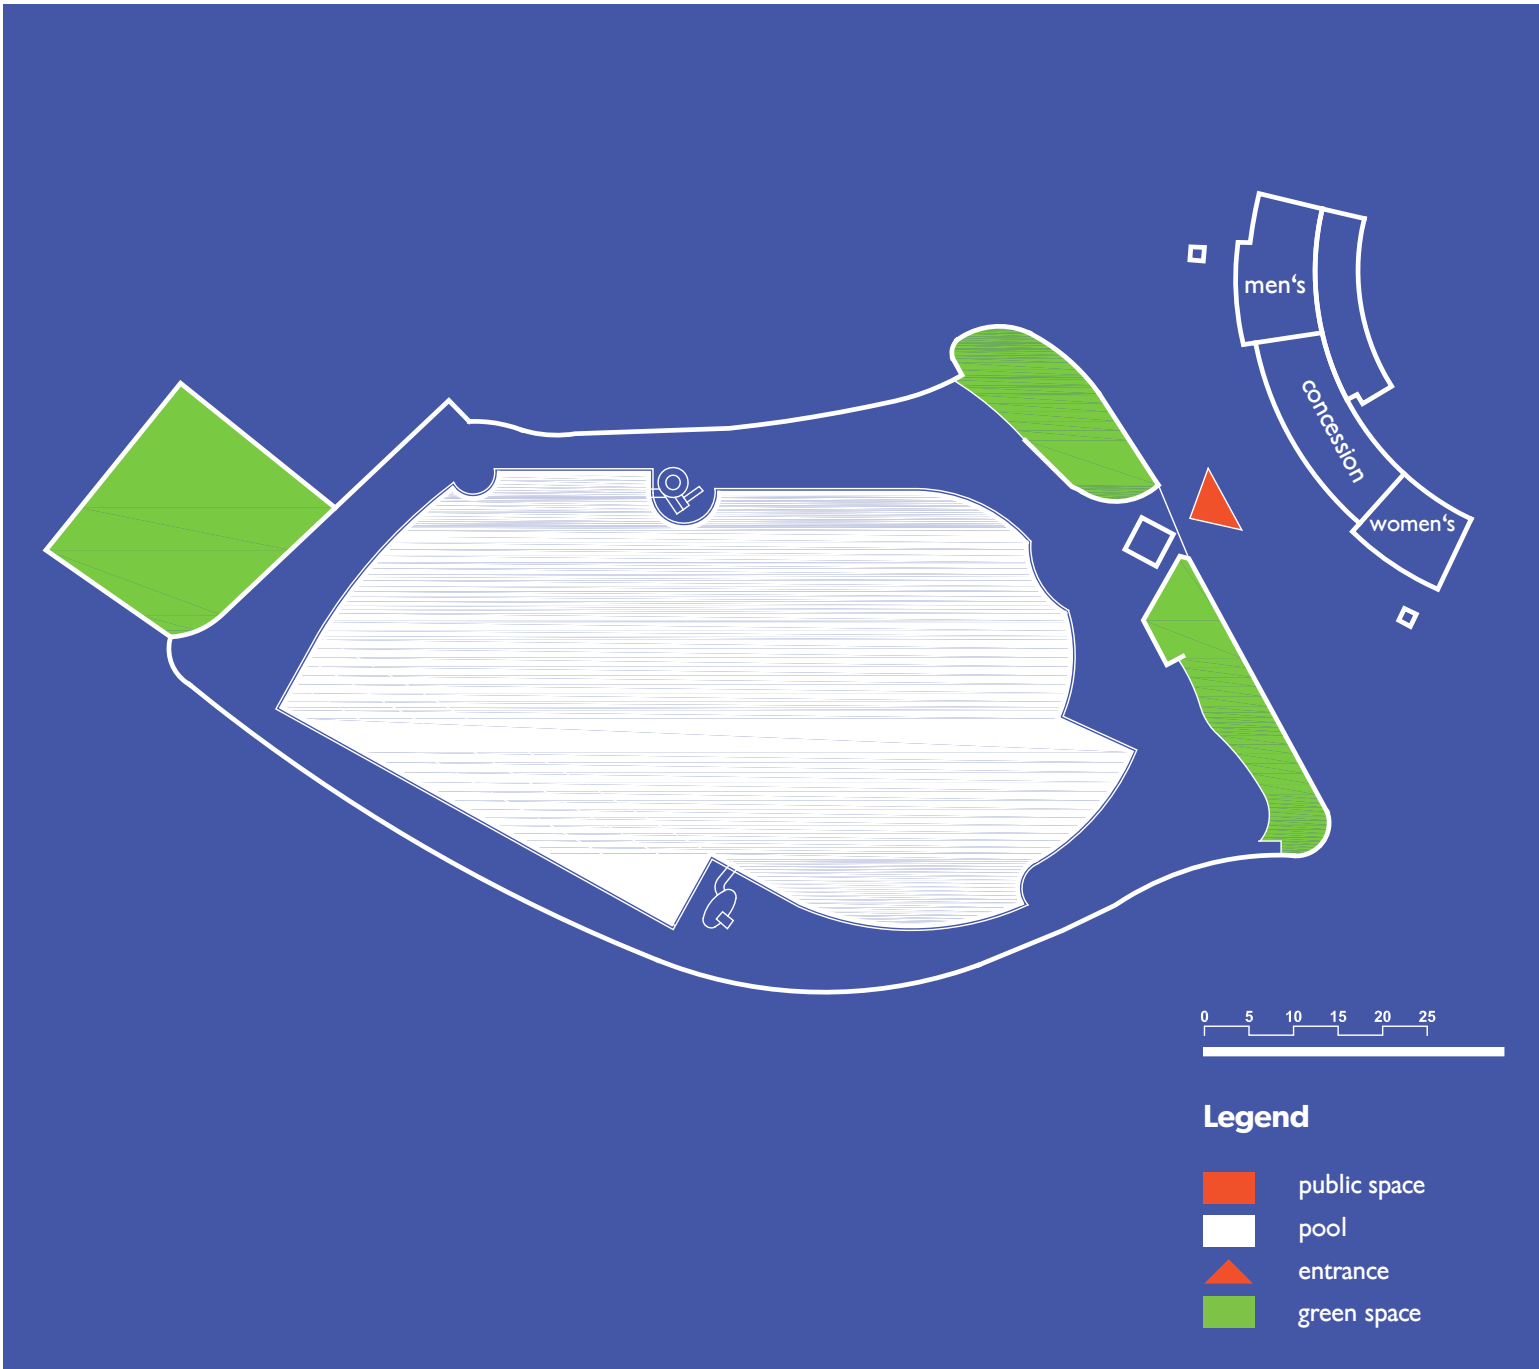 men‘s
concession
women's
0 5 10 15 20 25
Legend
public space
pool
entrance
green space